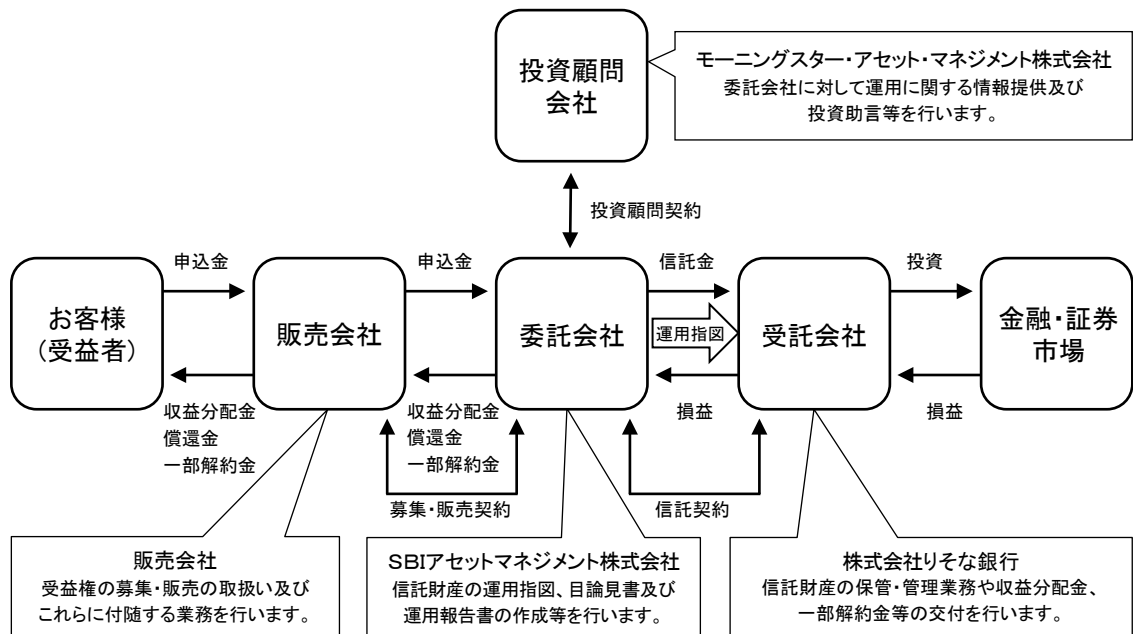 投資顧問
会社
モーニングスター・アセット・マネジメント株式会社
委託会社に対して運用に関する情報提供及び
投資助言等を行います。
投資顧問契約
申込金
申込金
信託金
投資
お客様
(受益者)
販売会社
委託会社
運用指図
受託会社
金融・証券
市場
収益分配金
償還金
一部解約金
収益分配金
償還金
一部解約金
損益
損益
募集・販売契約
信託契約
販売会社
受益権の募集・販売の取扱い及び
これらに付随する業務を行います。
SBIアセットマネジメント株式会社
信託財産の運用指図、目論見書及び
運用報告書の作成等を行います。
株式会社りそな銀行
信託財産の保管・管理業務や収益分配金、
一部解約金等の交付を行います。